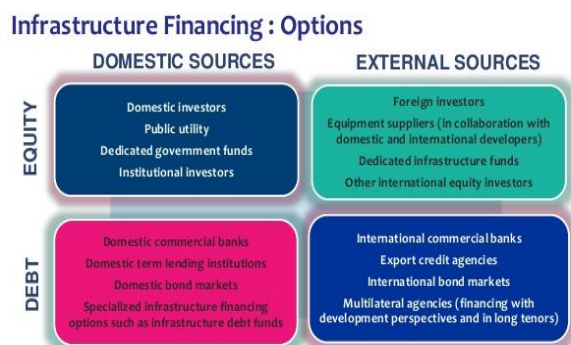 Infrastructure Financing : Options
DOMESTIC SOURCES
EXTERNAL SOURCES
EQUITY
Domestic investors
Public utility
Dedicated government funds
Institutional investors
Foreign investors
Equipment suppliers (in collaboration with
domestic and international developers)
Dedicated infrastructure funds
Other international equity investors
DEBT
Domestic commercial banks
Domestic term lending institutions
Domestic bond markets
Specialized infrastructure financing
options such as infrastructure debt funds
International commercial banks
Export credit agencies
International bond markets
Multilateral agencies (financing with
development perspectives and in long tenors)